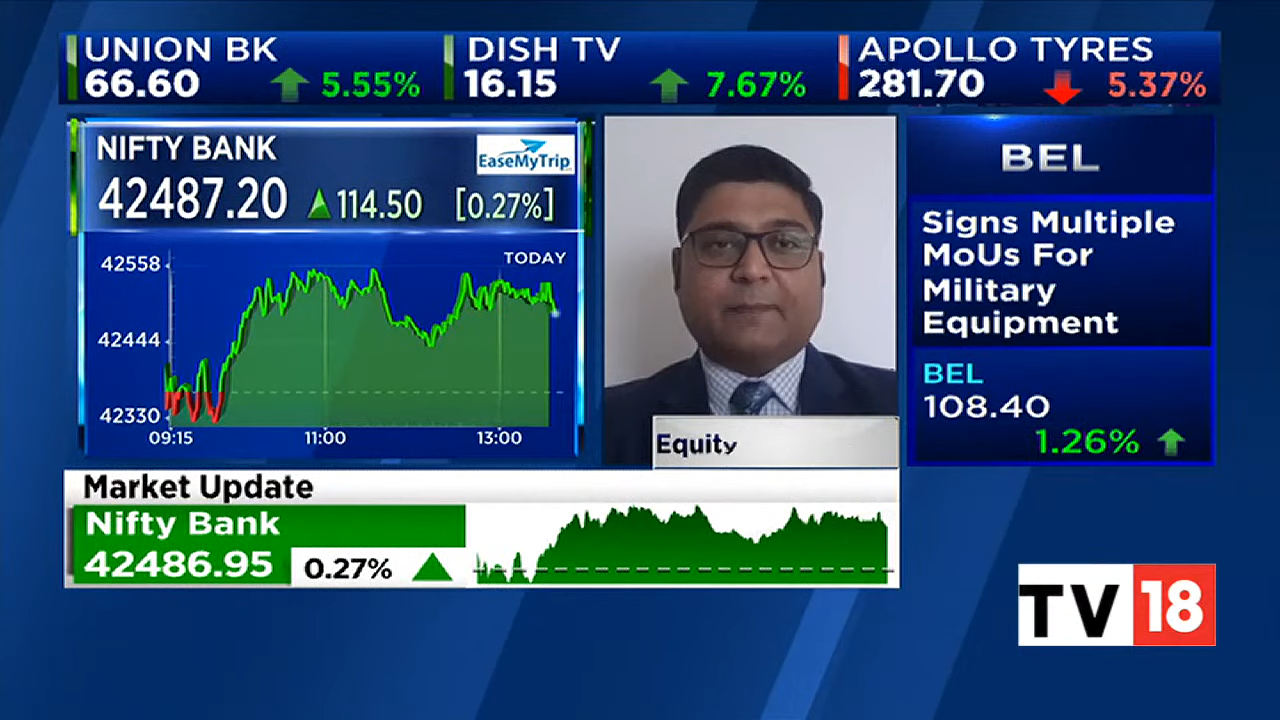 UNION BK
66.60 5.55%
DISH TV
16.15 7.67%
APOLLO TYRES
281.70 5.37%
NIFTY BANK
EaseMyTrip
42487.20 114.50 [0.27%]
TODAY
42558
42444
42330
09:15 11:00 13:00
Equity
BEL
Signs Multiple
MoUs For
Military
Equipment
BEL
108.40
1.26%
Market Update
Nifty Bank
42486.95 0.27%
TV 18